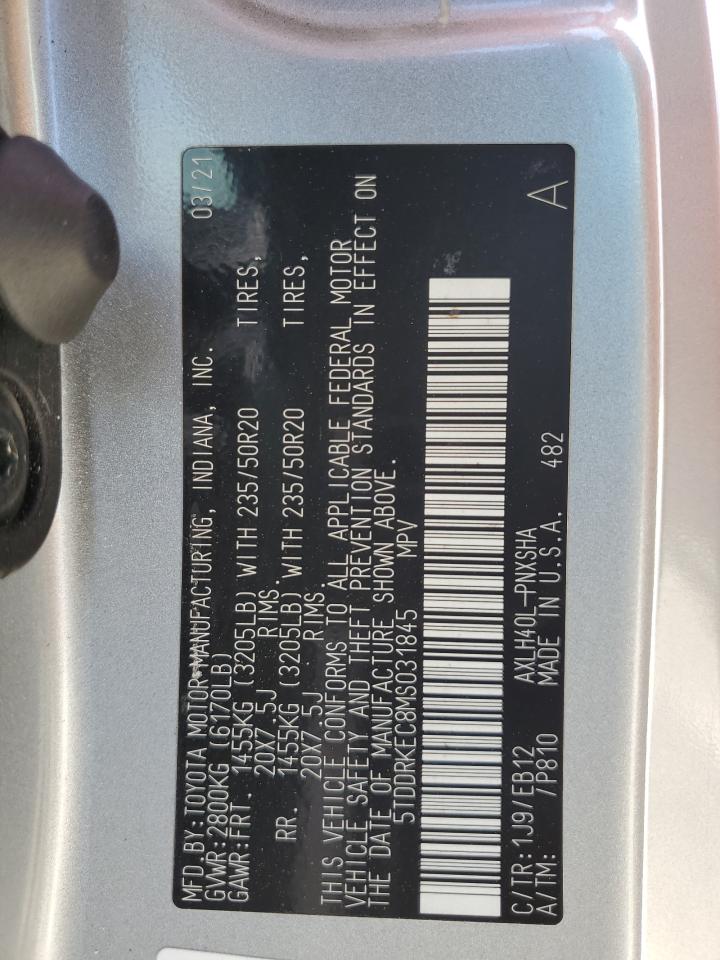 MFD.BY:TOYOTA MOTOR MANUFACTURING, INDIANA, INC. 03/21
GVWR:2800KG (6170LB)
GAWR:FRT. 1455KG (3205LB) WITH 235/50R20 TIRES,
20X7.5J RIMS.
RR. 1455KG (3205LB) WITH 235/50R20 TIRES,
20X7.5J RIMS.
THIS VEHICLE CONFORMS TO ALL APPLICABLE FEDERAL MOTOR
VEHICLE SAFETY AND THEFT PREVENTION STANDARDS IN EFFECT ON
THE DATE OF MANUFACTURE SHOWN ABOVE.
5TDDRKEC8MS031845 MPV
C/TR:1J9/EB12 AXLH40L-PNXSHA
A/TM: /P810 MADE IN U.S.A. 482 A